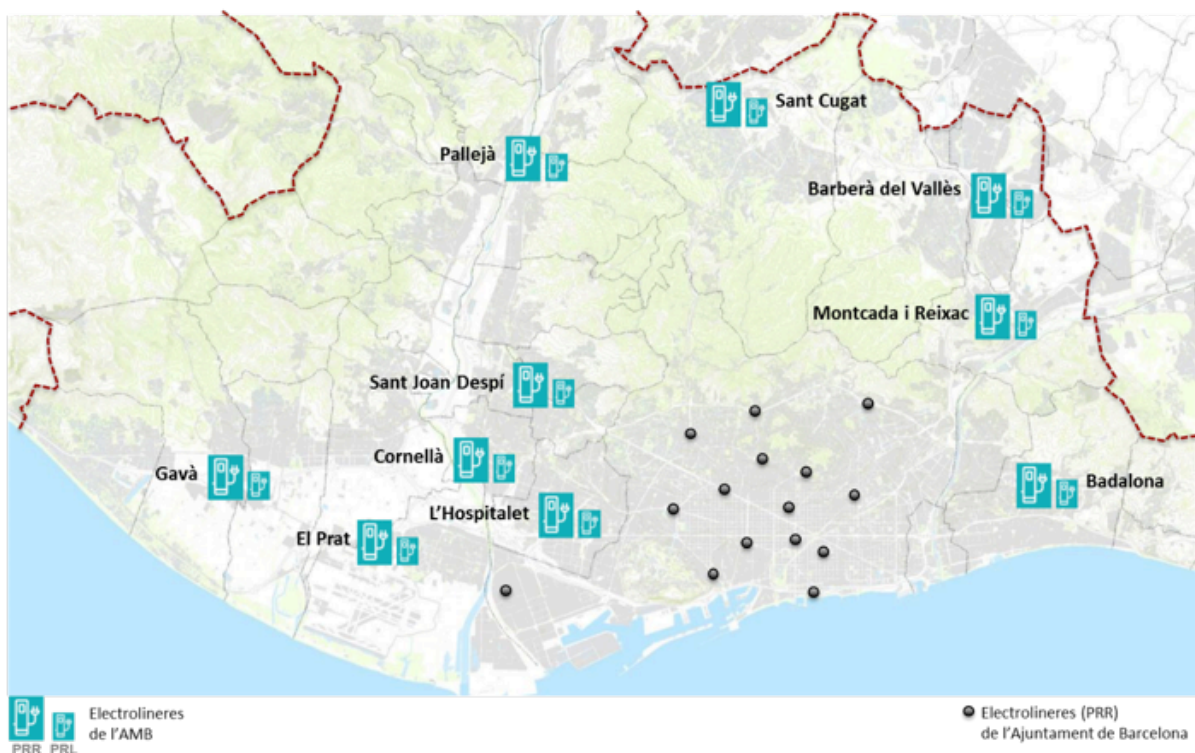 Sant Cugat
Pallejà
Barberà del Vallès
Montcada i Reixac
Sant Joan Despí
Cornellà
Gavà
Badalona
L'Hospitalet
El Prat
Electrolineres
de l'AMB
PRR PRL
Electrolineres (PRR)
de l'Ajuntament de Barcelona